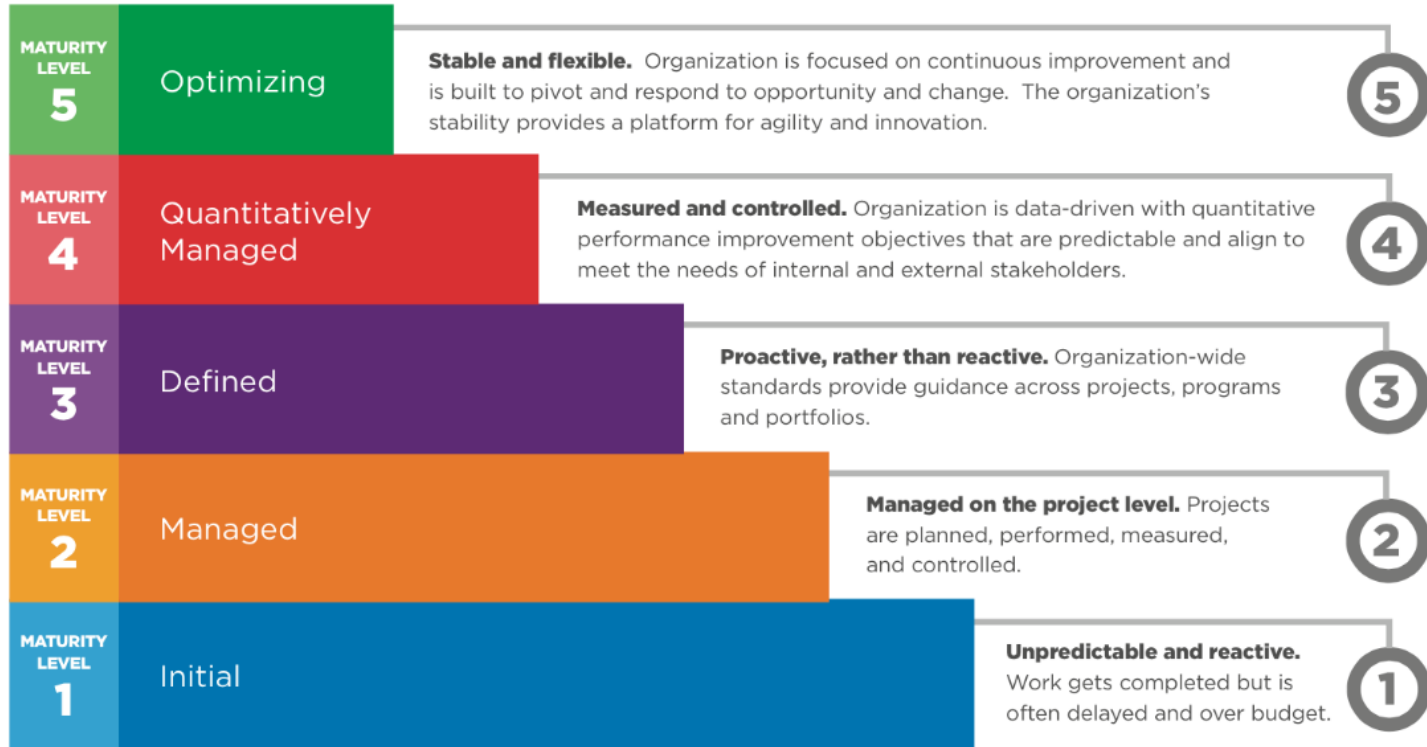 MATURITY
LEVEL
5
Optimizing
Stable and flexible. Organization is focused on continuous improvement and
is built to pivot and respond to opportunity and change. The organization's
stability provides a platform for agility and innovation.
5
MATURITY
LEVEL
4
Quantitatively
Managed
Measured and controlled. Organization is data-driven with quantitative
performance improvement objectives that are predictable and align to
meet the needs of internal and external stakeholders.
4
MATURITY
LEVEL
3
Defined
Proactive, rather than reactive. Organization-wide
standards provide guidance across projects, programs
and portfolios.
3
MATURITY
LEVEL
2
Managed
Managed on the project level. Projects
are planned, performed, measured,
and controlled.
2
MATURITY
LEVEL
1
Initial
Unpredictable and reactive.
Work gets completed but is
often delayed and over budget.
1